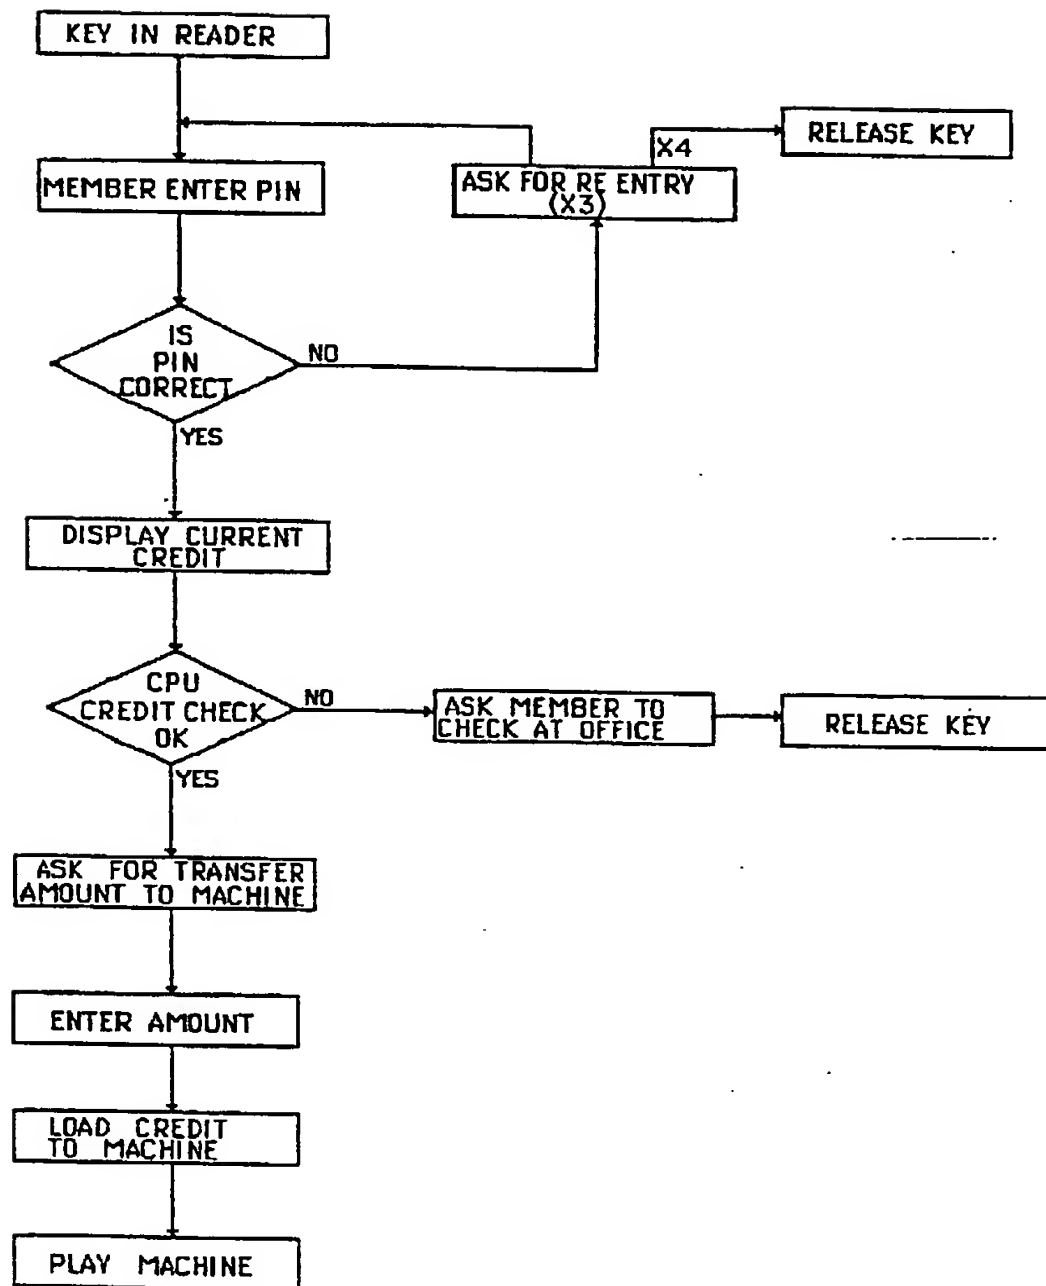 KEY IN READER
RELEASE KEY
X4
MEMBER ENTER PIN
ASK FOR RE ENTRY
(X3)
IS
PIN
CORRECT
NO
YES
DISPLAY CURRENT
CREDIT
CPU
CREDIT CHECK
OK
NO
ASK MEMBER TO
CHECK AT OFFICE
RELEASE KEY
YES
ASK FOR TRANSFER
AMOUNT TO MACHINE
ENTER AMOUNT
LOAD CREDIT
TO MACHINE
PLAY MACHINE